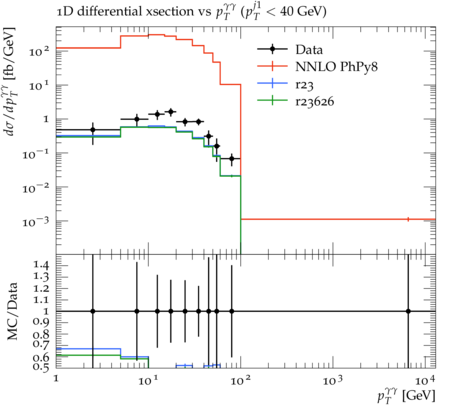 1D differential xsection vs p_T^{γγ} (p_T^{j1} < 40 GeV)
dσ/dp_T^{γγ} [fb/GeV]
10^2
10^1
1
10^−1
10^−2
10^−3
Data
NNLO PhPy8
r23
r23626
MC/Data
1.4
1.3
1.2
1.1
1
0.9
0.8
0.7
0.6
0.5
1 10^1 10^2 10^3 10^4
p_T^{γγ} [GeV]